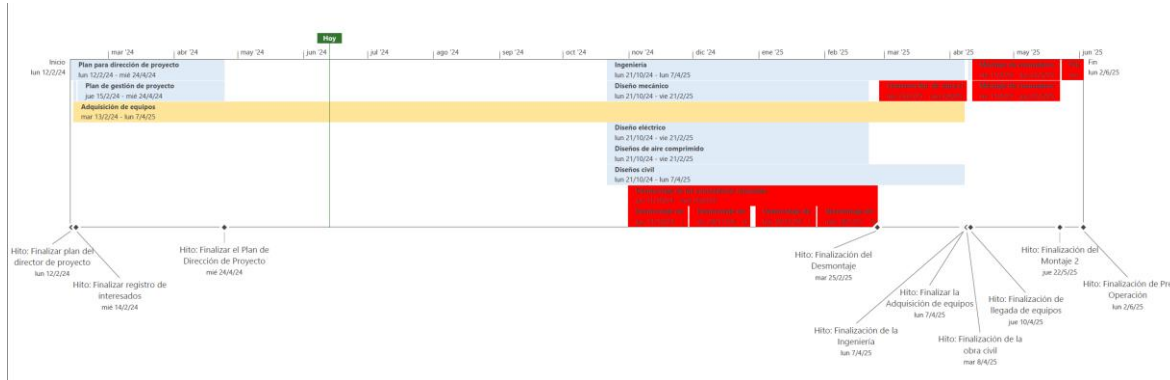 Hoy
mar '24 abr '24 may '24 jun '24 jul '24 ago '24 sep '24 oct '24 nov '24 dic '24 ene '25 feb '25 mar '25 abr '25 may '25 jun '25
Inicio
lun 12/2/24
Fin
lun 2/6/25
Plan para dirección de proyecto
lun 12/2/24 - mié 24/4/24
Plan de gestión de proyecto
jue 15/2/24 - mié 24/4/24
Adquisición de equipos
mar 13/2/24 - lun 7/4/25
Ingeniería
lun 21/10/24 - lun 7/4/25
Diseño mecánico
lun 21/10/24 - vie 21/2/25
Diseño eléctrico
lun 21/10/24 - vie 21/2/25
Diseños de aire comprimido
lun 21/10/24 - vie 21/2/25
Diseños civil
lun 21/10/24 - lun 7/4/25
Hito: Finalizar plan del
director de proyecto
lun 12/2/24
Hito: Finalizar registro de
interesados
mié 14/2/24
Hito: Finalizar el Plan de
Dirección de Proyecto
mié 24/4/24
Hito: Finalización del
Desmontaje
mar 25/2/25
Hito: Finalización de la
Ingeniería
lun 7/4/25
Hito: Finalizar la
Adquisición de equipos
lun 7/4/25
Hito: Finalización de la
obra civil
mar 8/4/25
Hito: Finalización de
llegada de equipos
jue 10/4/25
Hito: Finalización del
Montaje 2
jue 22/5/25
Hito: Finalización de Pre
Operación
lun 2/6/25